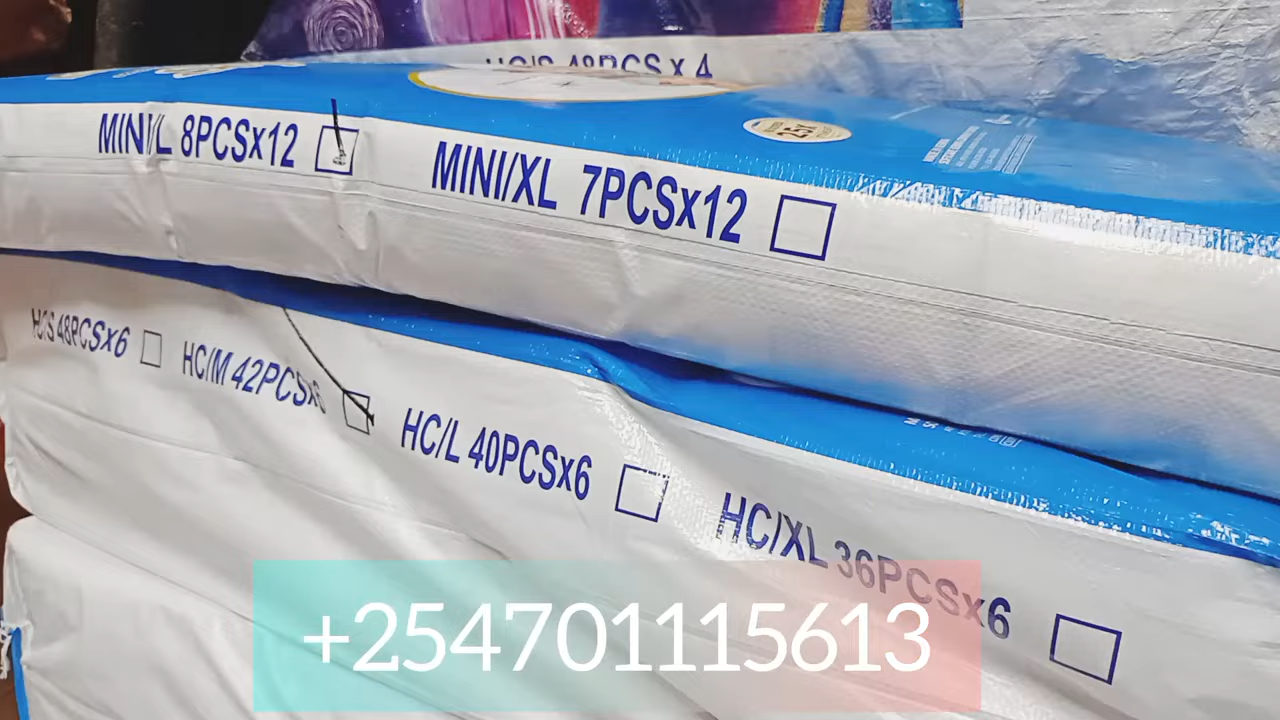 HC/S 48PCS x 4
MINI/L 8PCSx12
MINI/XL 7PCSx12
HC/S 48PCSx6
HC/M 42PCSx6
HC/L 40PCSx6
HC/XL 36PCSx6
+254701115613